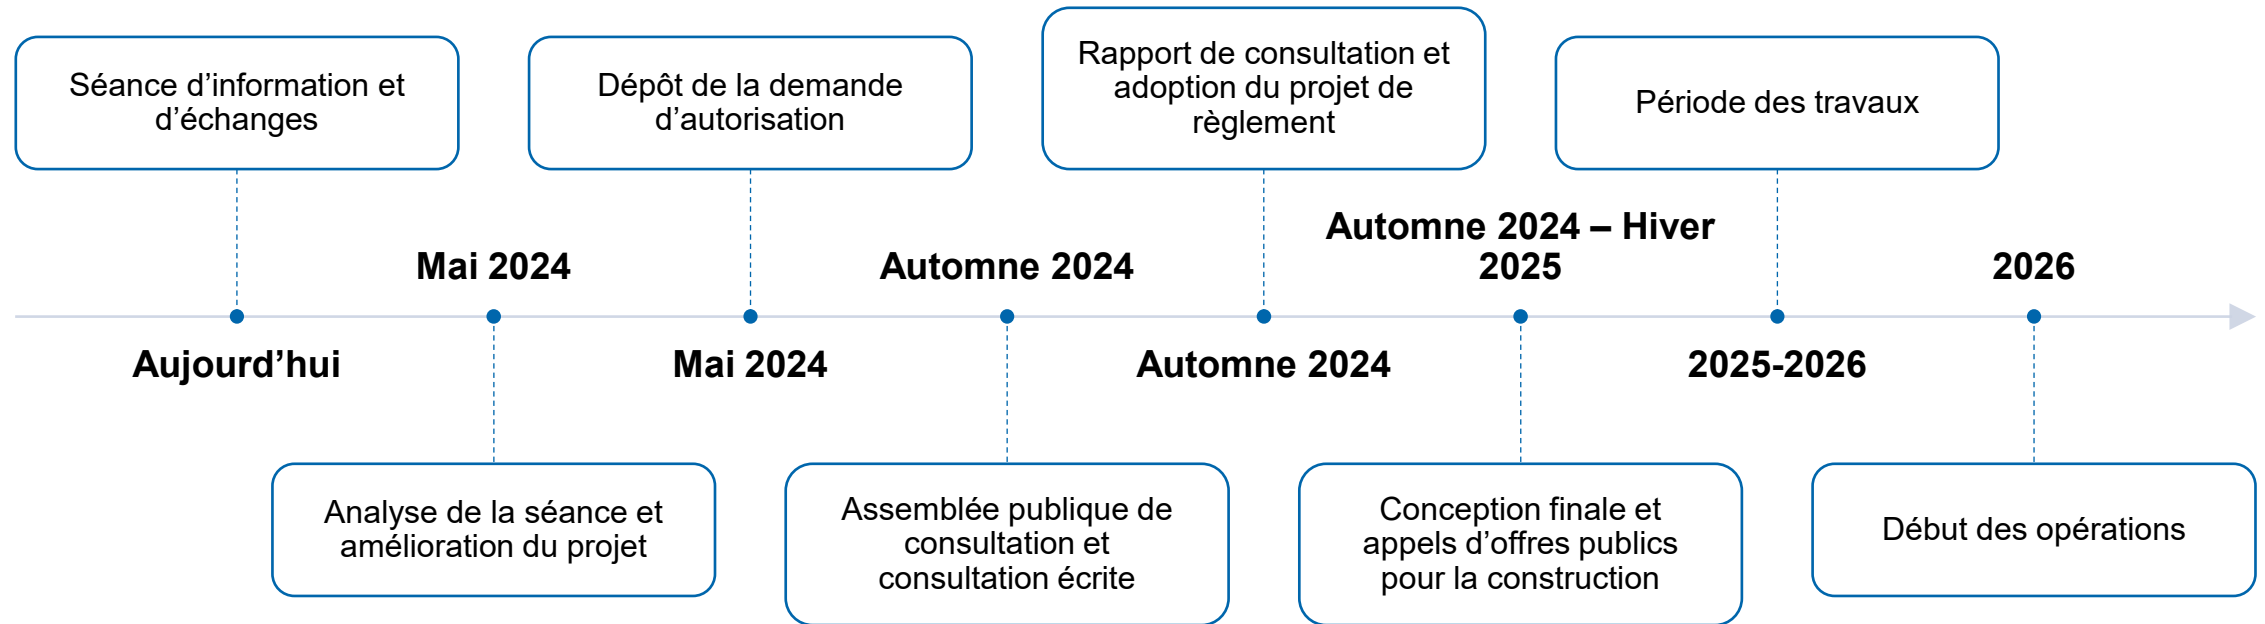 Séance d’information et
d’échanges
Aujourd’hui
Mai 2024
Analyse de la séance et
amélioration du projet
Dépôt de la demande
d’autorisation
Mai 2024
Automne 2024
Assemblée publique de
consultation et
consultation écrite
Rapport de consultation et
adoption du projet de
règlement
Automne 2024
Automne 2024 – Hiver
2025
Conception finale et
appels d’offres publics
pour la construction
Période des travaux
2025-2026
2026
Début des opérations